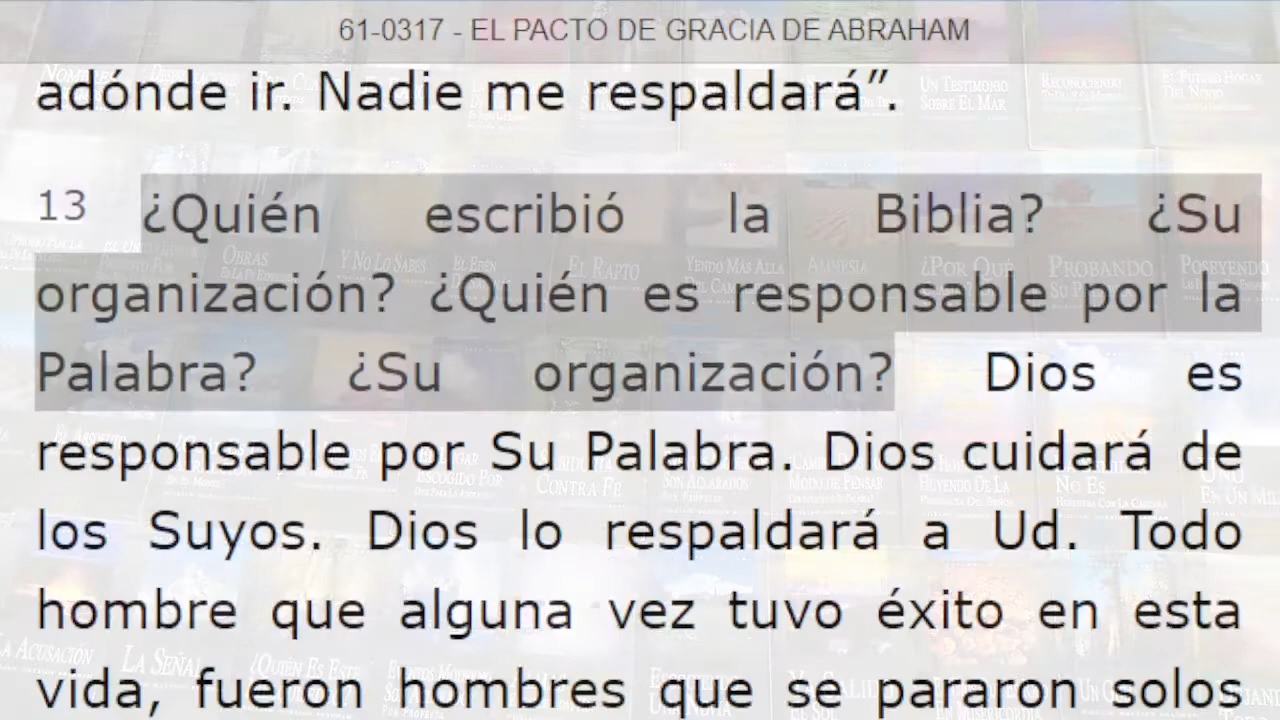 61-0317 - EL PACTO DE GRACIA DE ABRAHAM
adónde ir. Nadie me respaldará”.
13 ¿Quién escribió la Biblia? ¿Su
organización? ¿Quién es responsable por la
Palabra? ¿Su organización? Dios es
responsable por Su Palabra. Dios cuidará de
los Suyos. Dios lo respaldará a Ud. Todo
hombre que alguna vez tuvo éxito en esta
vida, fueron hombres que se pararon solos